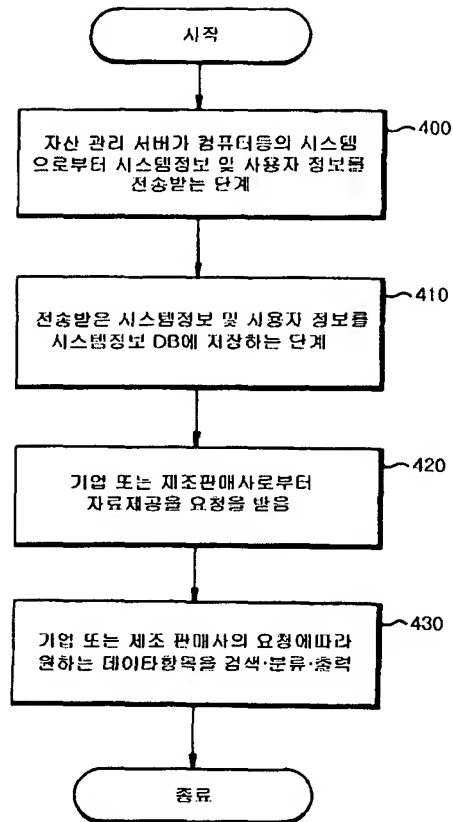 시작
400
자산 관리 서버가 컴퓨터등의 시스템
으로부터 시스템정보 및 사용자 정보를
전송받는 단계
410
전송받은 시스템정보 및 사용자 정보를
시스템정보 DB에 저장하는 단계
420
기업 또는 제조판매사로부터
자료제공을 요청을 받음
430
기업 또는 제조 판매사의 요청에따라
원하는 데이타항목을 검색·분류·출력
종료